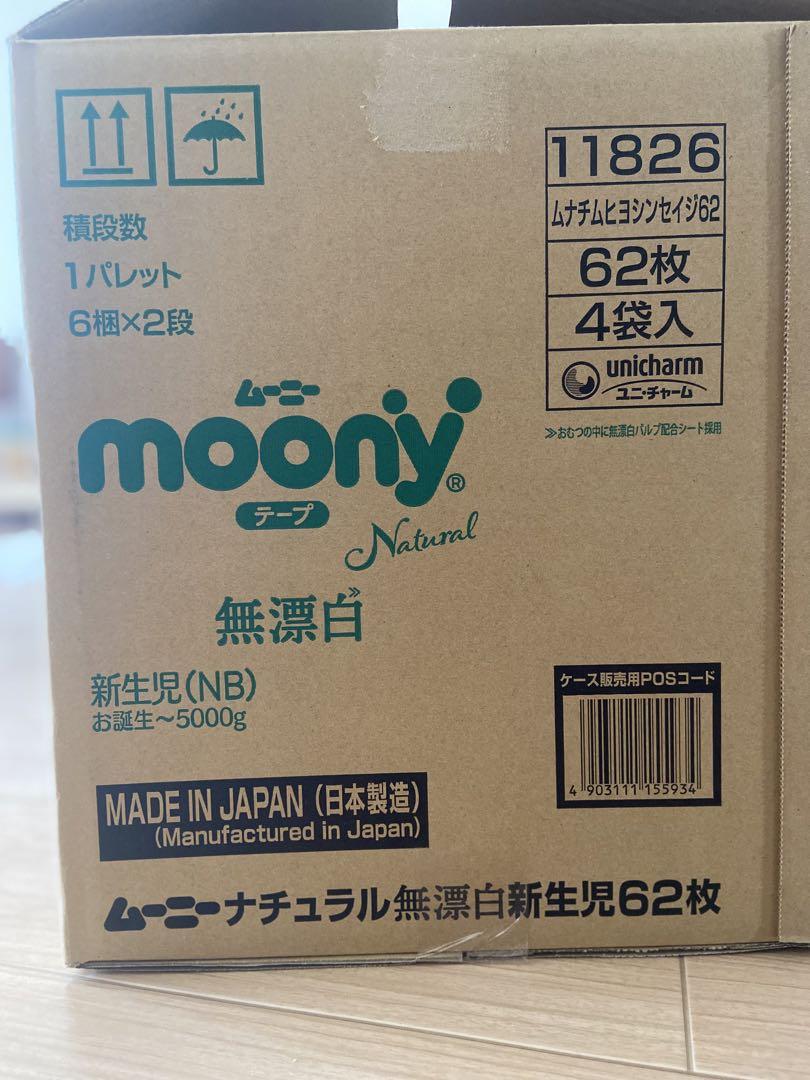 11826
ムナチムヒヨシンセイジ62
62枚
4袋入
unicharm
ユニ・チャーム
≫おむつの中に無漂白パルプ配合シート採用
積段数
1パレット
6梱×2段
ムーニー
moony®
テープ
Natural
無漂白≫
新生児(NB)
お誕生~5000g
ケース販売用POSコード
4 903111 155934
MADE IN JAPAN(日本製造)
(Manufactured in Japan)
ムーニーナチュラル無漂白新生児62枚